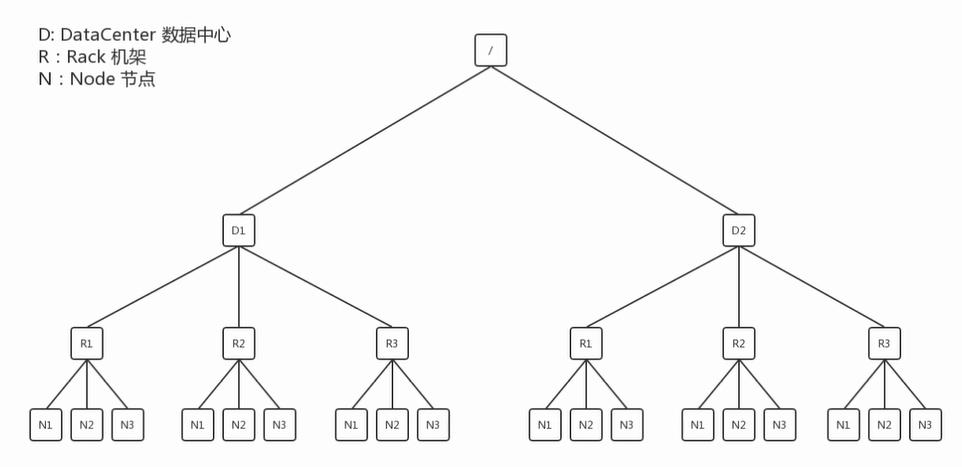 D: DataCenter 数据中心
R：Rack 机架
N：Node 节点
/
D1 D2
R1 R2 R3 R1 R2 R3
N1 N2 N3 N1 N2 N3 N1 N2 N3 N1 N2 N3 N1 N2 N3 N1 N2 N3